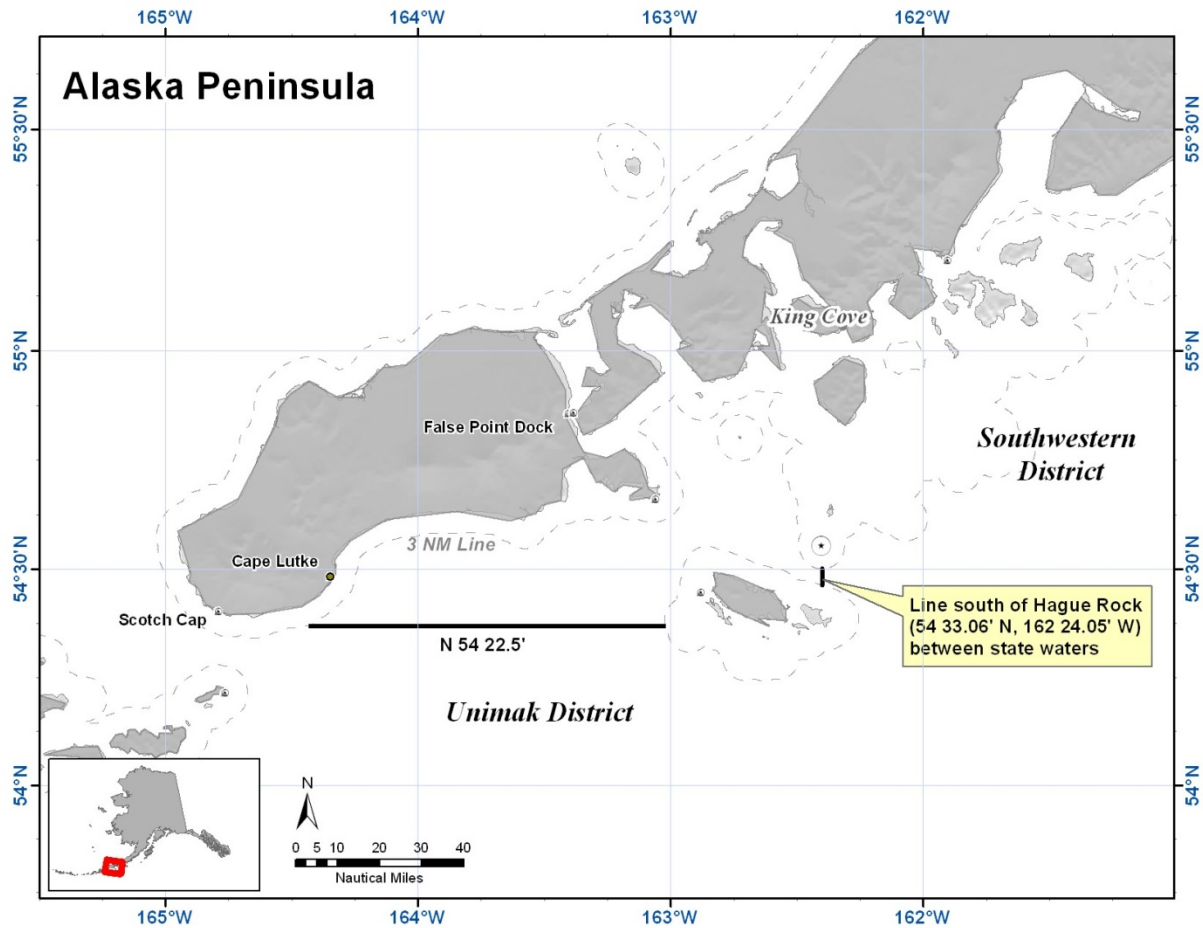 165°W 164°W 163°W 162°W
Alaska Peninsula
55°30'N 55°30'N
King Cove
55°N 55°N
False Point Dock
Southwestern
District
3 NM Line
Cape Lutke
54°30'N 54°30'N
Line south of Hague Rock
(54 33.06' N, 162 24.05' W)
between state waters
Scotch Cap
N 54 22.5'
Unimak District
54°N 54°N
N
0 5 10 20 30 40
Nautical Miles
165°W 164°W 163°W 162°W